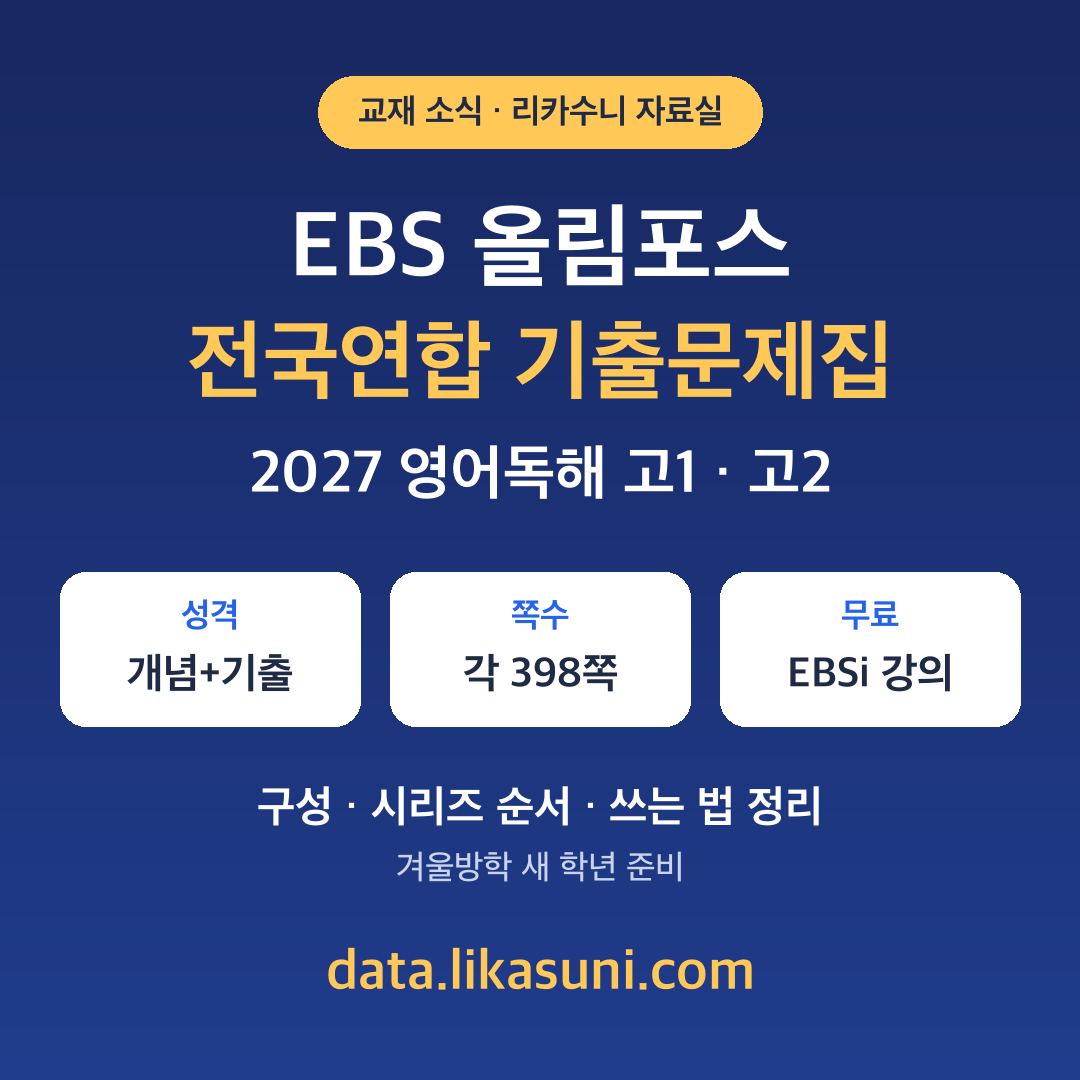 교재 소식 · 리카수니 자료실
EBS 올림포스
전국연합 기출문제집
2027 영어독해 고1 · 고2
성격
개념+기출
쪽수
각 398쪽
무료
EBSi 강의
구성 · 시리즈 순서 · 쓰는 법 정리
겨울방학 새 학년 준비
data.likasuni.com